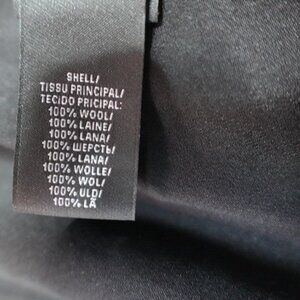 SHELL/
TISSU PRINCIPAL/
TECIDO PRICIPAL:
100% WOOL/
100% LAINE/
100% LANA/
100% ШЕРСТЬ/
100% LANA/
100% WOLLE/
100% WOL/
100% ULD/
100% LÃ